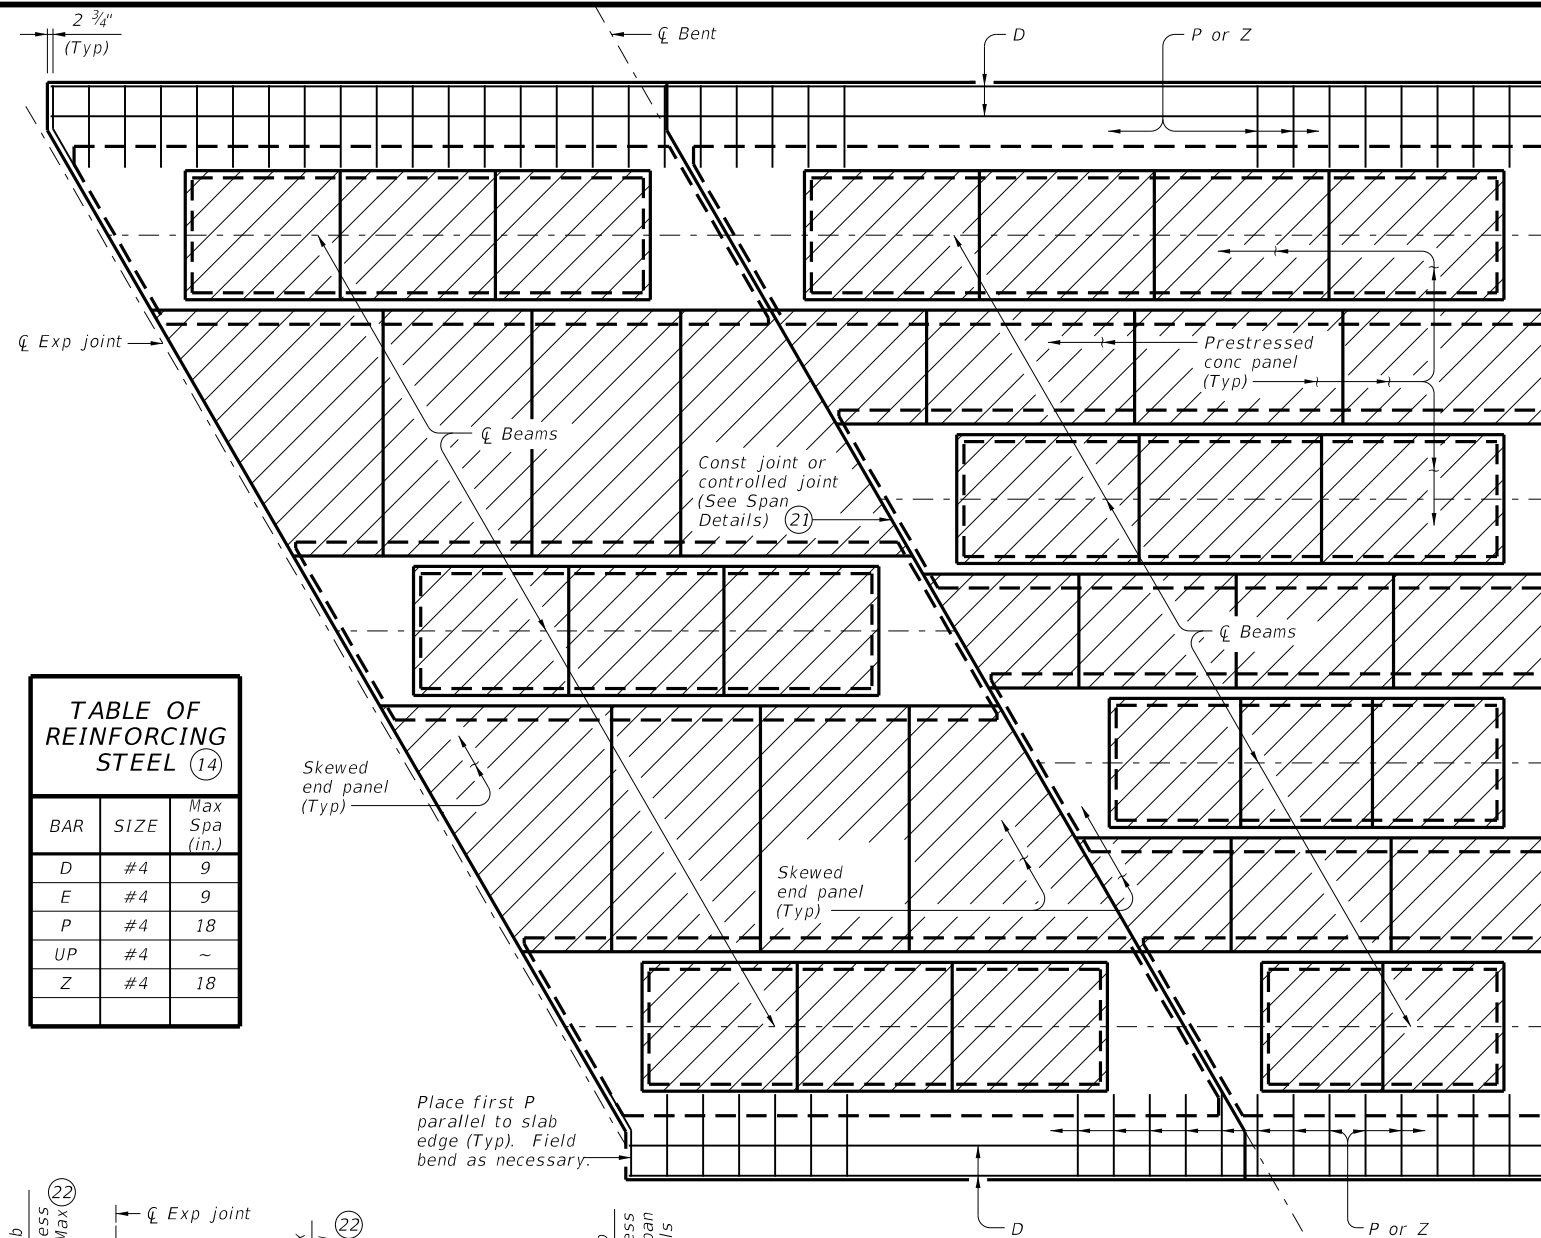 2 ¾"
(Typ)
℄ Bent
D
P or Z
℄ Exp joint
℄ Beams
Prestressed
conc panel
(Typ)
Const joint or
controlled joint
(See Span
Details) 21
℄ Beams
TABLE OF
REINFORCING
STEEL 14
BAR SIZE Max Spa (in.)
D #4 9
E #4 9
P #4 18
UP #4 ~
Z #4 18
Skewed
end panel
(Typ)
Skewed
end panel
(Typ)
Place first P
parallel to slab
edge (Typ). Field
bend as necessary.
D
P or Z
22
Max
℄ Exp joint
22